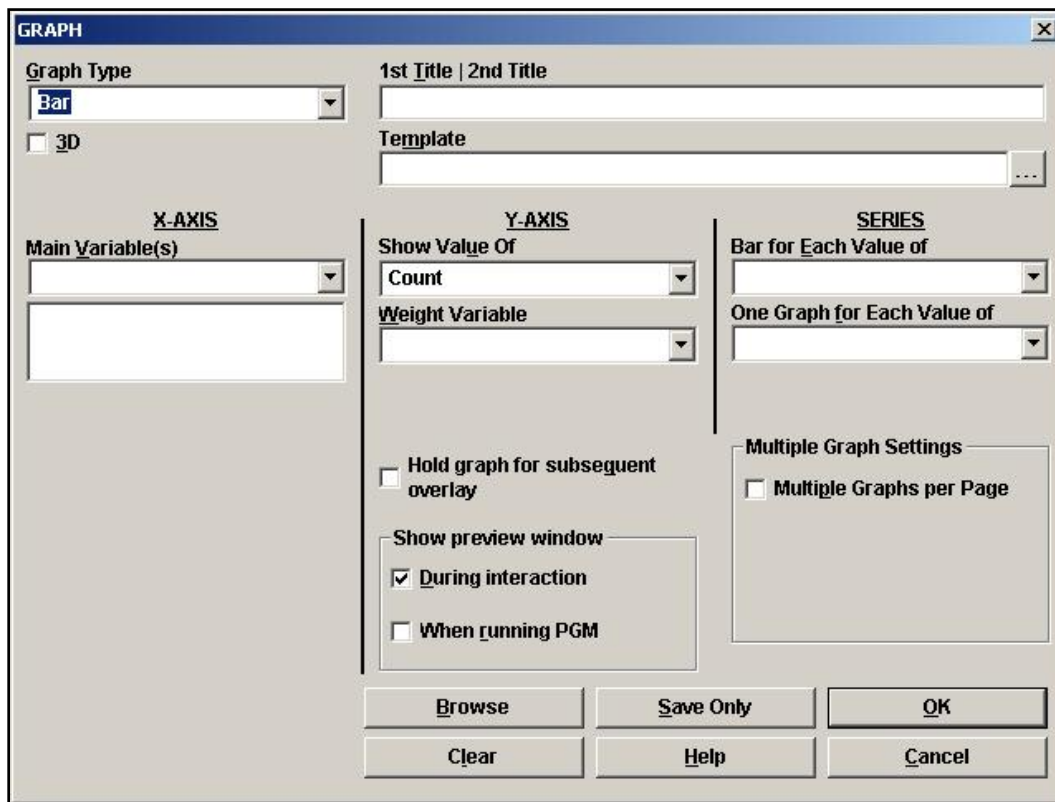 GRAPH
Graph Type
Bar
3D
1st Title | 2nd Title
Template
...
X-AXIS
Main Variable(s)
Y-AXIS
Show Value Of
Count
Weight Variable
SERIES
Bar for Each Value of
One Graph for Each Value of
Hold graph for subsequent
overlay
Show preview window
During interaction
When running PGM
Multiple Graph Settings
Multiple Graphs per Page
Browse
Save Only
OK
Clear
Help
Cancel